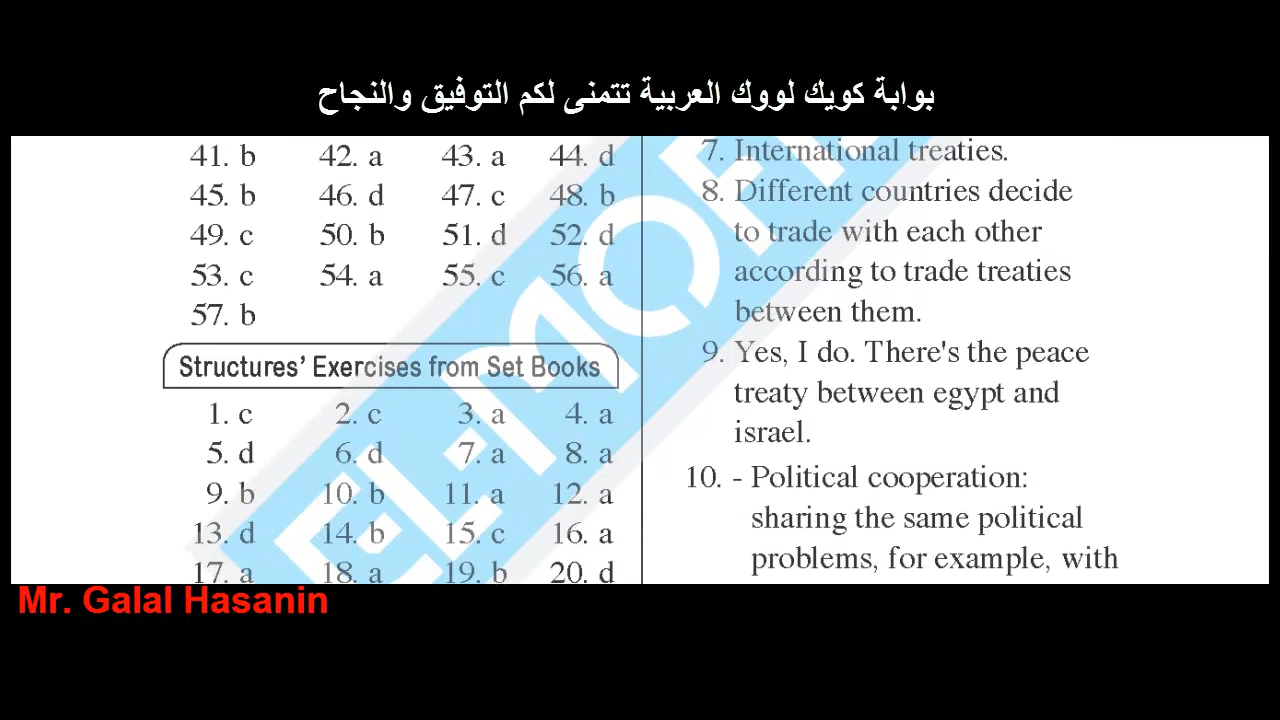 بوابة كويك لووك العربية تتمنى لكم التوفيق والنجاح
41. b 42. a 43. a 44. d
45. b 46. d 47. c 48. b
49. c 50. b 51. d 52. d
53. c 54. a 55. c 56. a
57. b
Structures' Exercises from Set Books
1. c 2. c 3. a 4. a
5. d 6. d 7. a 8. a
9. b 10. b 11. a 12. a
13. d 14. b 15. c 16. a
17. a 18. a 19. b 20. d
7. International treaties.
8. Different countries decide
to trade with each other
according to trade treaties
between them.
9. Yes, I do. There's the peace
treaty between egypt and
israel.
10. - Political cooperation:
sharing the same political
problems, for example, with
Mr. Galal Hasanin